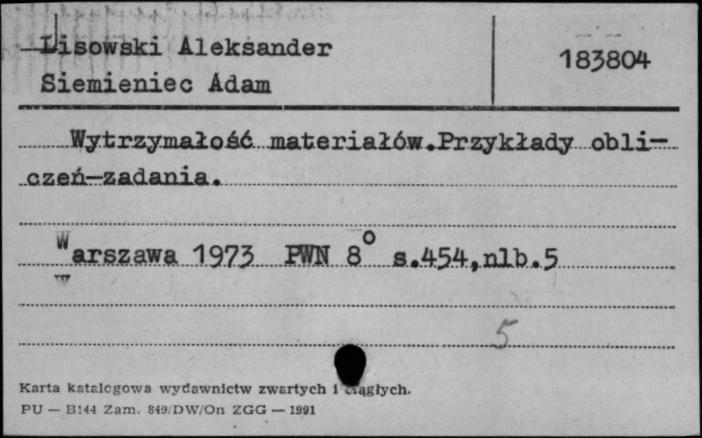 Lisowski Aleksander
183804
Siemieniec Adam
Wytrzymałość materiałów.Przykłady obli-
czeń-zadania.
Warszawa 1973 PWN 8° s.454,nlb.5
5
Karta katalogowa wydawnictw zwartych i ciągłych.
PU — B144 Zam. 849/DW/On ZGG — 1991